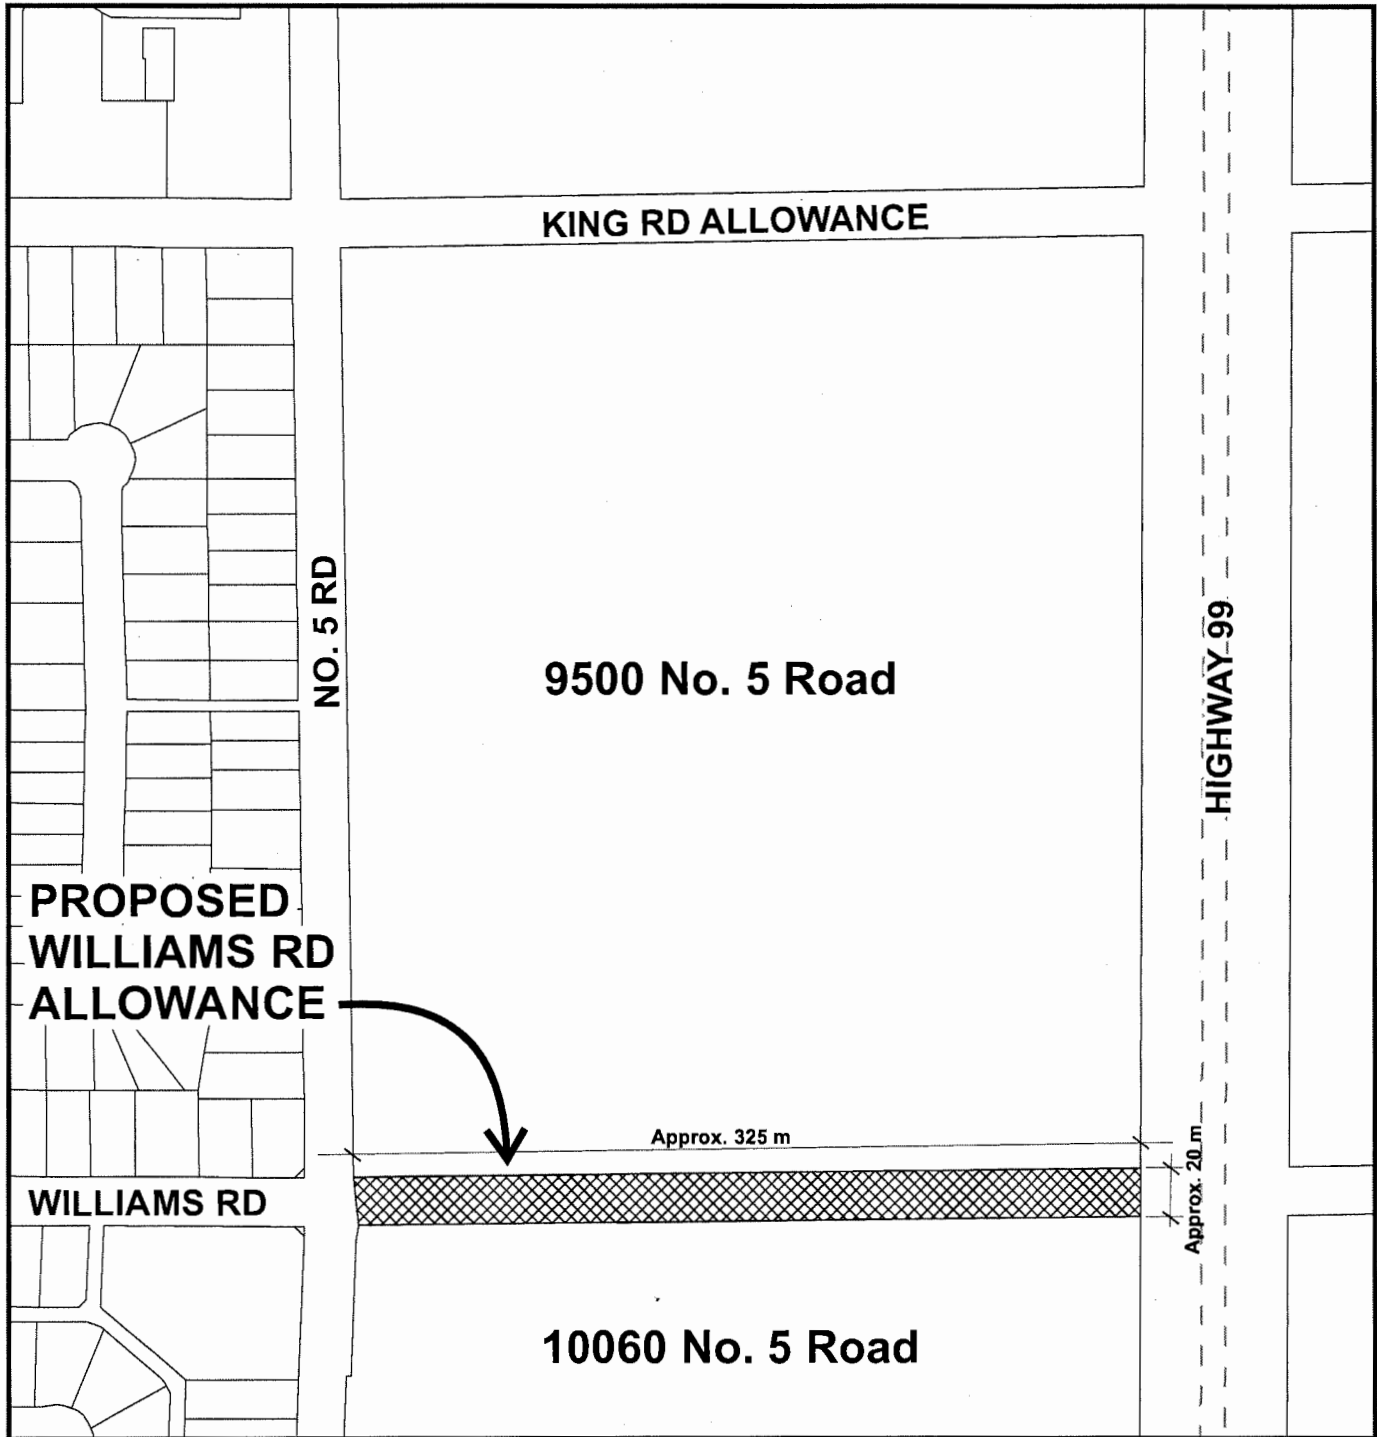 KING RD ALLOWANCE
NO. 5 RD
9500 No. 5 Road
HIGHWAY 99
PROPOSED
WILLIAMS RD
ALLOWANCE
Approx. 325 m
Approx. 20 m
WILLIAMS RD
10060 No. 5 Road